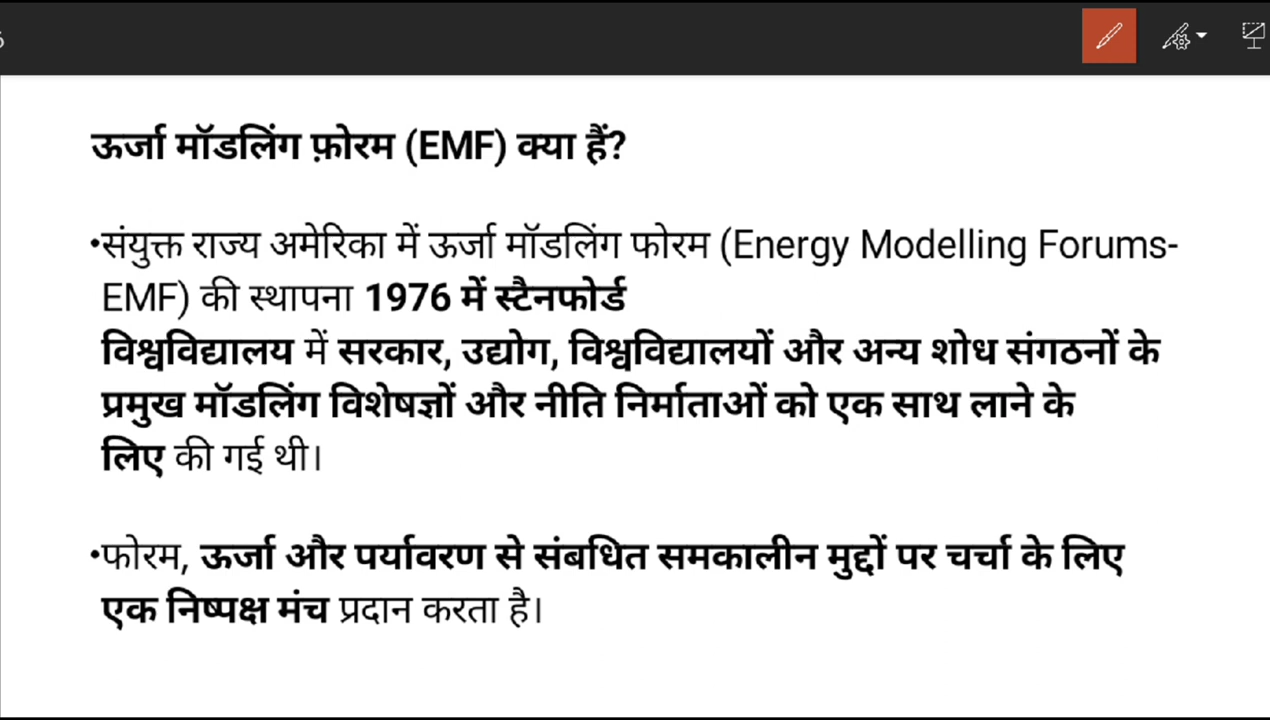 ऊर्जा मॉडलिंग फ़ोरम (EMF) क्या हैं?
•संयुक्त राज्य अमेरिका में ऊर्जा मॉडलिंग फोरम (Energy Modelling Forums-
EMF) की स्थापना 1976 में स्टैनफोर्ड
विश्वविद्यालय में सरकार, उद्योग, विश्वविद्यालयों और अन्य शोध संगठनों के
प्रमुख मॉडलिंग विशेषज्ञों और नीति निर्माताओं को एक साथ लाने के
लिए की गई थी।
•फोरम, ऊर्जा और पर्यावरण से संबधित समकालीन मुद्दों पर चर्चा के लिए
एक निष्पक्ष मंच प्रदान करता है।